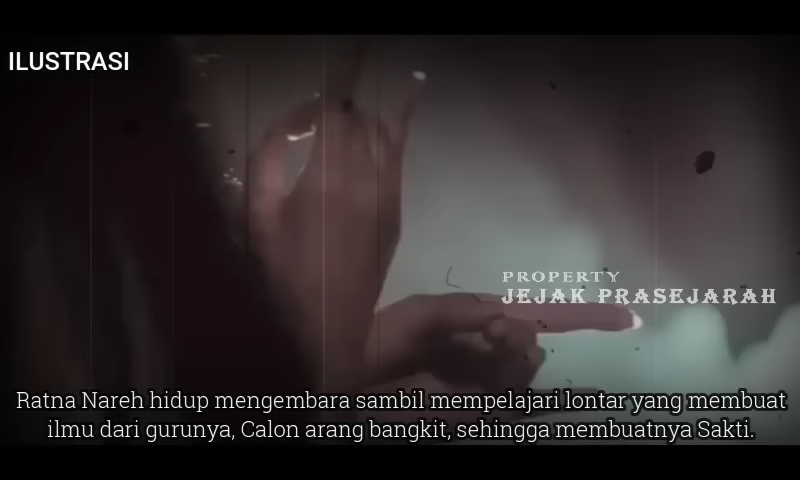 ILUSTRASI
PROPERTY
JEJAK PRASEJARAH
Ratna Nareh hidup mengembara sambil mempelajari lontar yang membuat
ilmu dari gurunya, Calon arang bangkit, sehingga membuatnya Sakti.